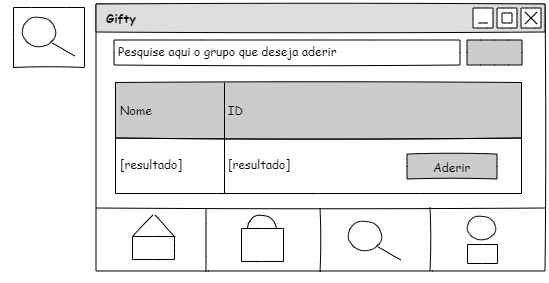 Gifty
Pesquise aqui o grupo que deseja aderir
Nome ID
[resultado] [resultado] Aderir